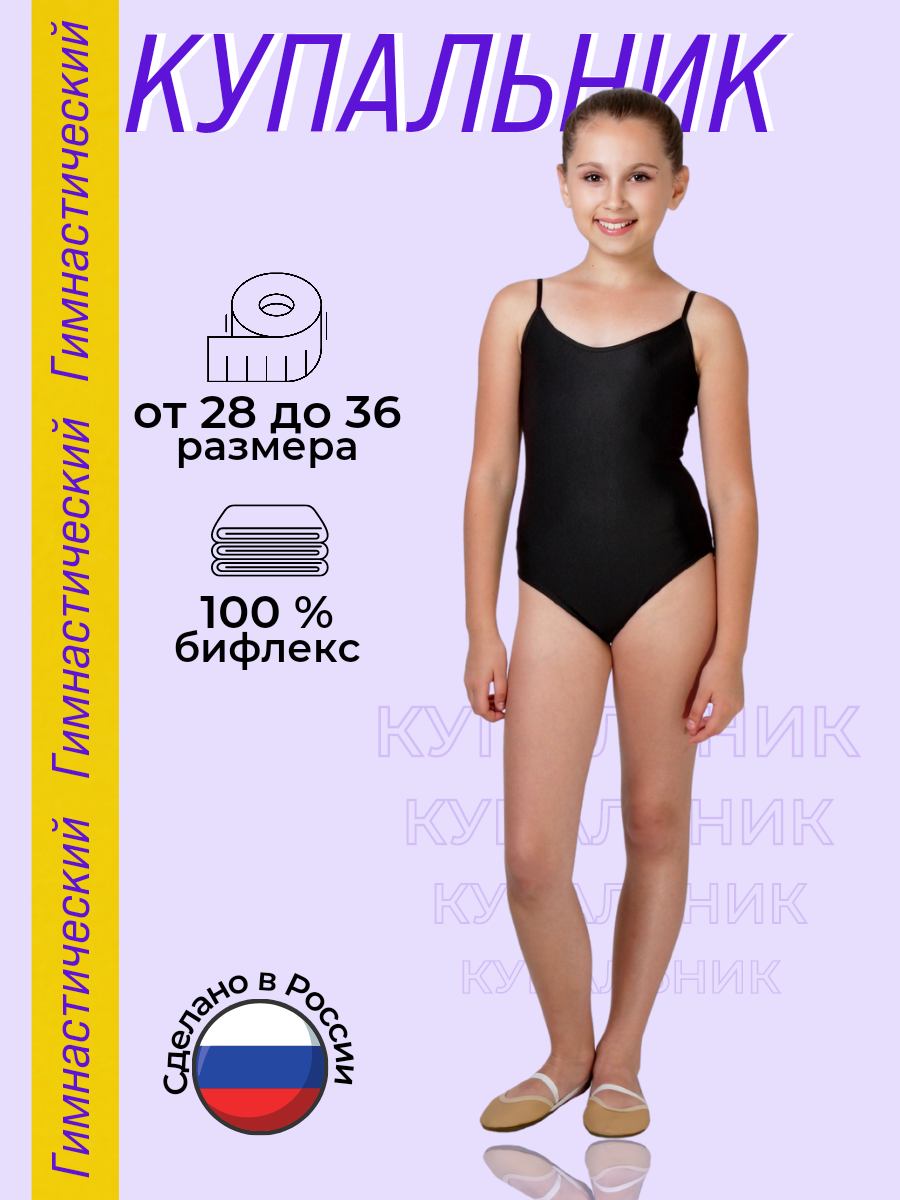 КУПАЛЬНИК
Гимнастический
Гимнастический
Гимнастический
от 28 до 36
размера
100 %
бифлекс
КУПАЛЬНИК
КУПАЛЬНИК
КУПАЛЬНИК
КУПАЛЬНИК
Сделано в России